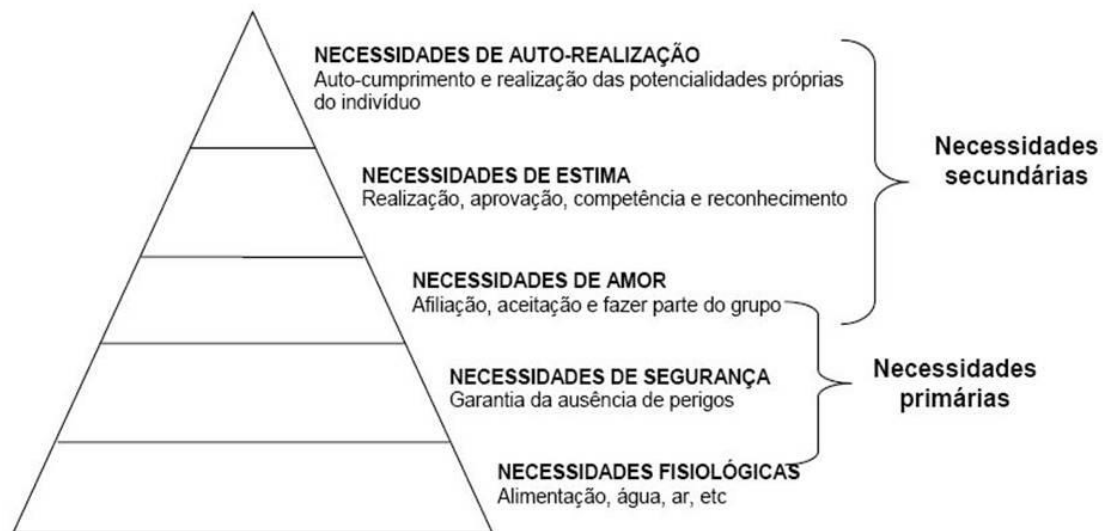 NECESSIDADES DE AUTO-REALIZAÇÃO
Auto-cumprimento e realização das potencialidades próprias
do indivíduo
NECESSIDADES DE ESTIMA
Realização, aprovação, competência e reconhecimento
NECESSIDADES DE AMOR
Afiliação, aceitação e fazer parte do grupo
NECESSIDADES DE SEGURANÇA
Garantia da ausência de perigos
NECESSIDADES FISIOLÓGICAS
Alimentação, água, ar, etc
Necessidades
secundárias
Necessidades
primárias